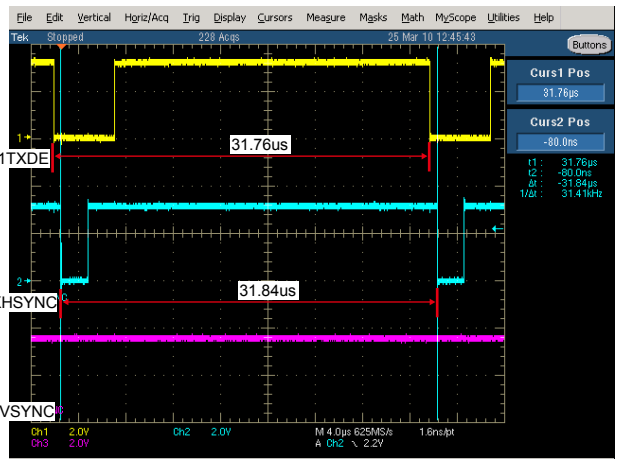 File Edit Vertical Horiz/Acq Trig Display Cursors Measure Masks Math MyScope Utilities Help
Tek Stopped 228 Acqs 25 Mar 10 12:45:43
Buttons
Curs1 Pos
31.76µs
Curs2 Pos
-80.0ns
t1 : 31.76µs
t2 : -80.0ns
Δt : -31.84µs
1/Δt : 31.41kHz
1
31.76us
1TXDE
2
31.84us
HSYNC
VSYNC
Ch1 2.0V Ch2 2.0V M 4.0µs 625MS/s 1.6ns/pt
Ch3 2.0V A Ch2 2.2V